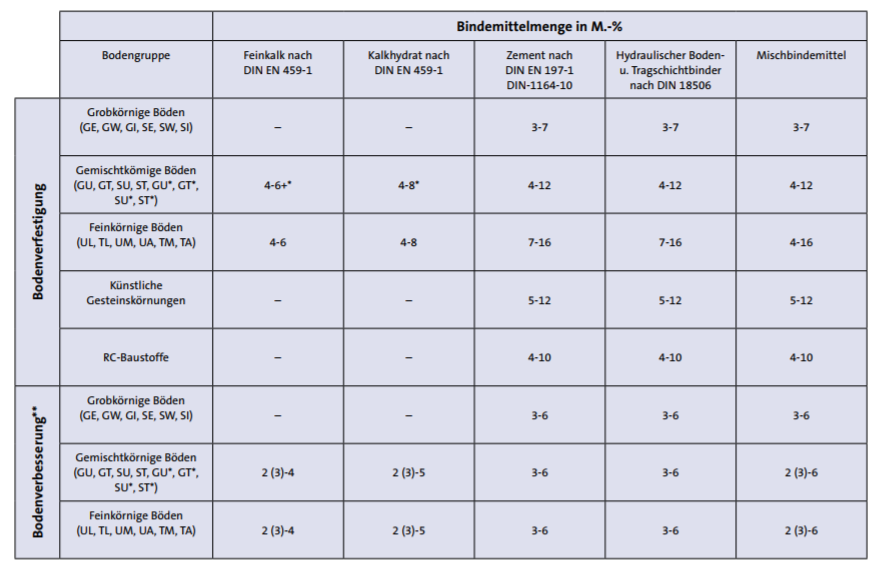 Bindemittelmenge in M.-%
Bodengruppe
Feinkalk nach
DIN EN 459-1
Kalkhydrat nach
DIN EN 459-1
Zement nach
DIN EN 197-1
DIN-1164-10
Hydraulischer Boden-
u. Tragschichtbinder
nach DIN 18506
Mischbindemittel
Bodenverfestigung
Grobkörnige Böden
(GE, GW, GI, SE, SW, SI)
–
–
3-7
3-7
3-7
Gemischtkömige Böden
(GU, GT, SU, ST, GU*, GT*,
SU*, ST*)
4-6+*
4-8*
4-12
4-12
4-12
Feinkörnige Böden
(UL, TL, UM, UA, TM, TA)
4-6
4-8
7-16
7-16
4-16
Künstliche
Gesteinskörnungen
–
–
5-12
5-12
5-12
RC-Baustoffe
–
–
4-10
4-10
4-10
Bodenverbesserung**
Grobkörnige Böden
(GE, GW, GI, SE, SW, SI)
–
–
3-6
3-6
3-6
Gemischtkörnige Böden
(GU, GT, SU, ST, GU*, GT*,
SU*, ST*)
2 (3)-4
2 (3)-5
3-6
3-6
2 (3)-6
Feinkörnige Böden
(UL, TL, UM, UA, TM, TA)
2 (3)-4
2 (3)-5
3-6
3-6
2 (3)-6